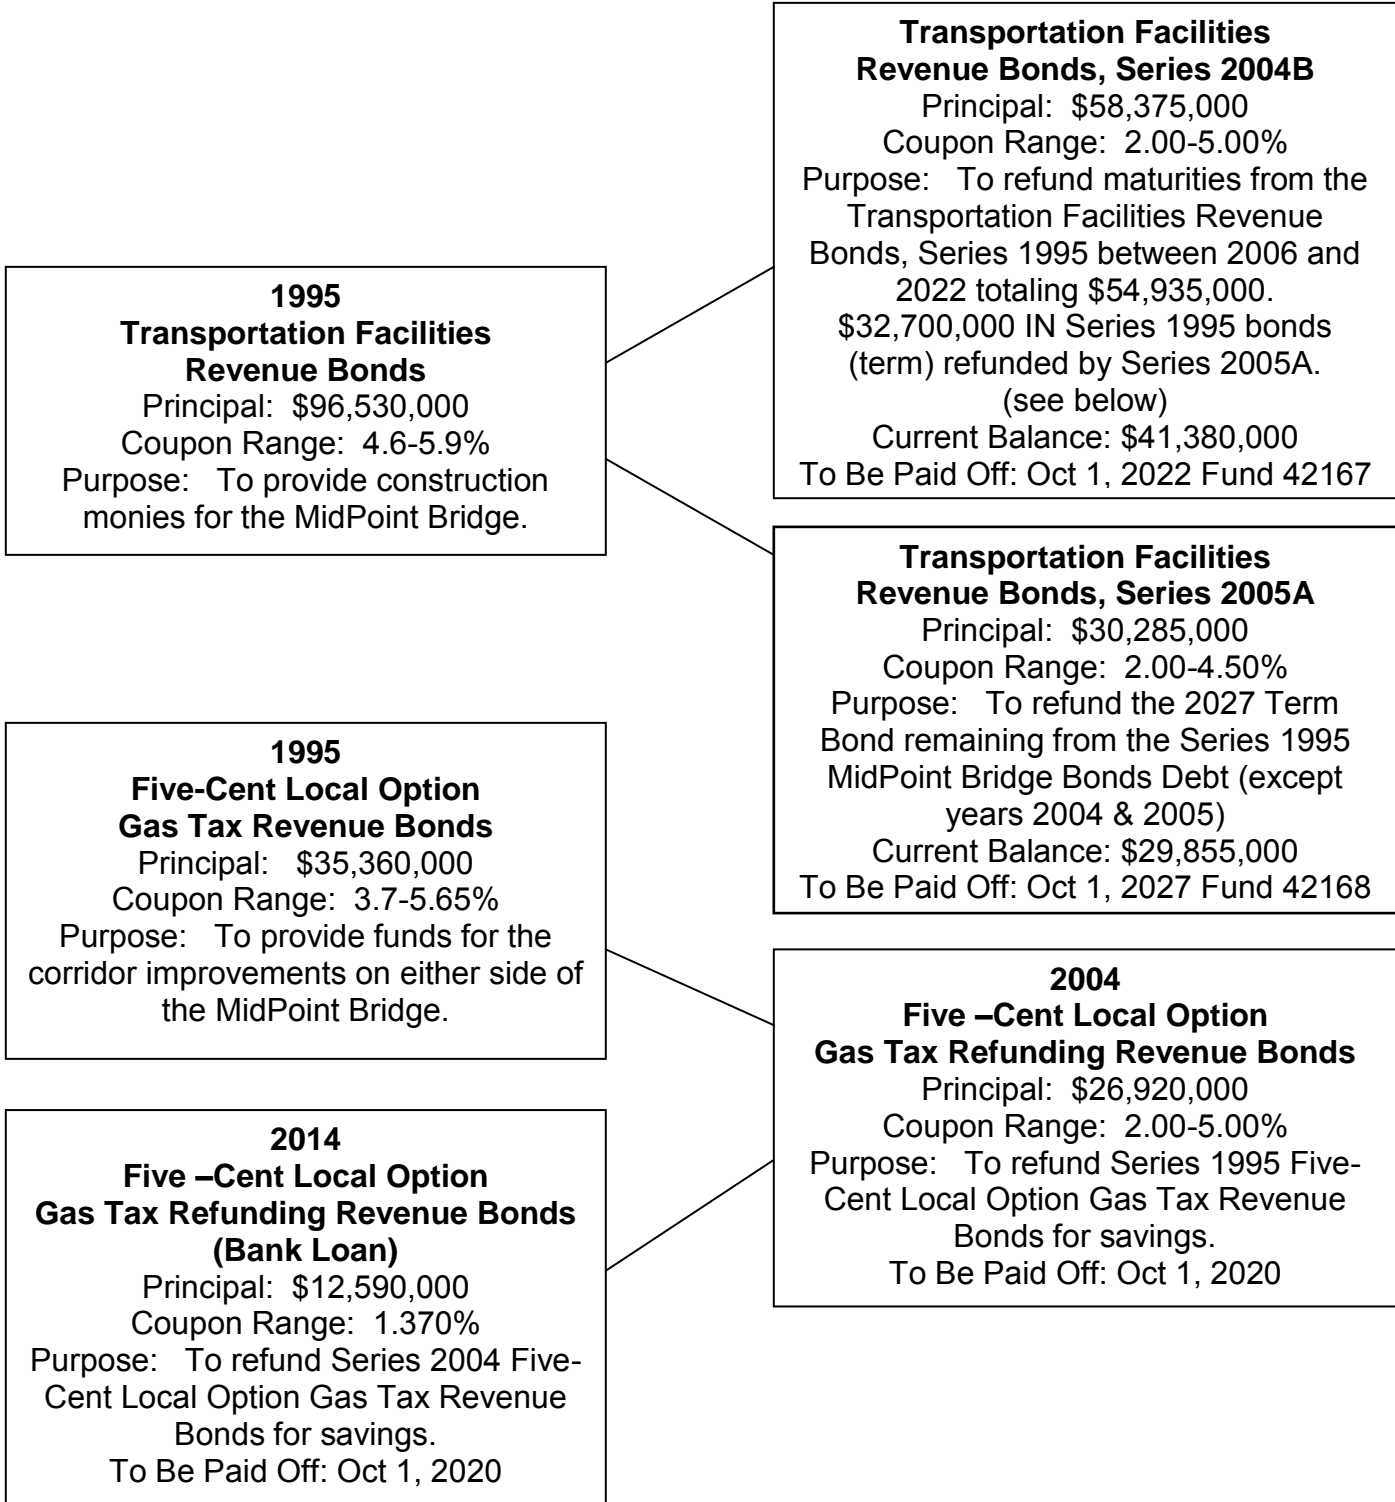 Transportation Facilities
Revenue Bonds, Series 2004B
Principal: $58,375,000
Coupon Range: 2.00-5.00%
Purpose: To refund maturities from the
Transportation Facilities Revenue
Bonds, Series 1995 between 2006 and
2022 totaling $54,935,000.
$32,700,000 IN Series 1995 bonds
(term) refunded by Series 2005A.
(see below)
Current Balance: $41,380,000
To Be Paid Off: Oct 1, 2022 Fund 42167
1995
Transportation Facilities
Revenue Bonds
Principal: $96,530,000
Coupon Range: 4.6-5.9%
Purpose: To provide construction
monies for the MidPoint Bridge.
Transportation Facilities
Revenue Bonds, Series 2005A
Principal: $30,285,000
Coupon Range: 2.00-4.50%
Purpose: To refund the 2027 Term
Bond remaining from the Series 1995
MidPoint Bridge Bonds Debt (except
years 2004 & 2005)
Current Balance: $29,855,000
To Be Paid Off: Oct 1, 2027 Fund 42168
1995
Five-Cent Local Option
Gas Tax Revenue Bonds
Principal: $35,360,000
Coupon Range: 3.7-5.65%
Purpose: To provide funds for the
corridor improvements on either side of
the MidPoint Bridge.
2004
Five –Cent Local Option
Gas Tax Refunding Revenue Bonds
Principal: $26,920,000
Coupon Range: 2.00-5.00%
Purpose: To refund Series 1995 Five-
Cent Local Option Gas Tax Revenue
Bonds for savings.
To Be Paid Off: Oct 1, 2020
2014
Five –Cent Local Option
Gas Tax Refunding Revenue Bonds
(Bank Loan)
Principal: $12,590,000
Coupon Range: 1.370%
Purpose: To refund Series 2004 Five-
Cent Local Option Gas Tax Revenue
Bonds for savings.
To Be Paid Off: Oct 1, 2020